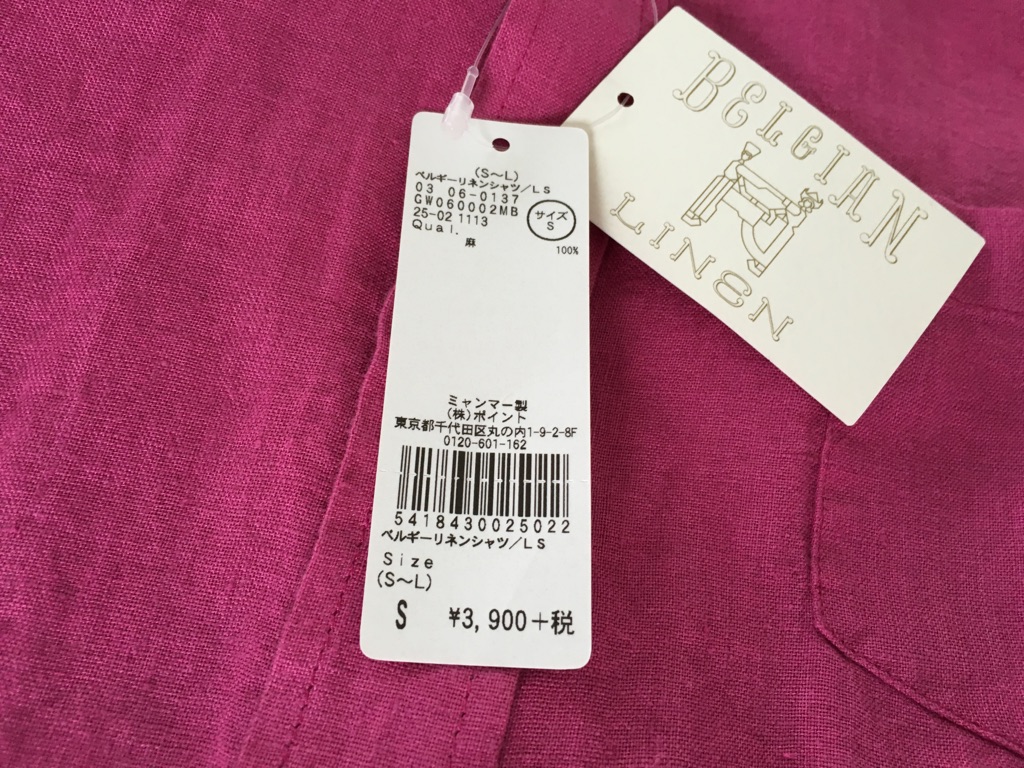 (S〜L)
ベルギーリネンシャツ/LS
03 06-0137
GW060002MB
25-02 1113
Qual.
麻
100%
サイズ
S
ミャンマー製
(株)ポイント
東京都千代田区丸の内1-9-2-8F
0120-601-162
5418430025022
ベルギーリネンシャツ/LS
Size
(S〜L)
S ¥3,900+税
BELGIAN
LINEN